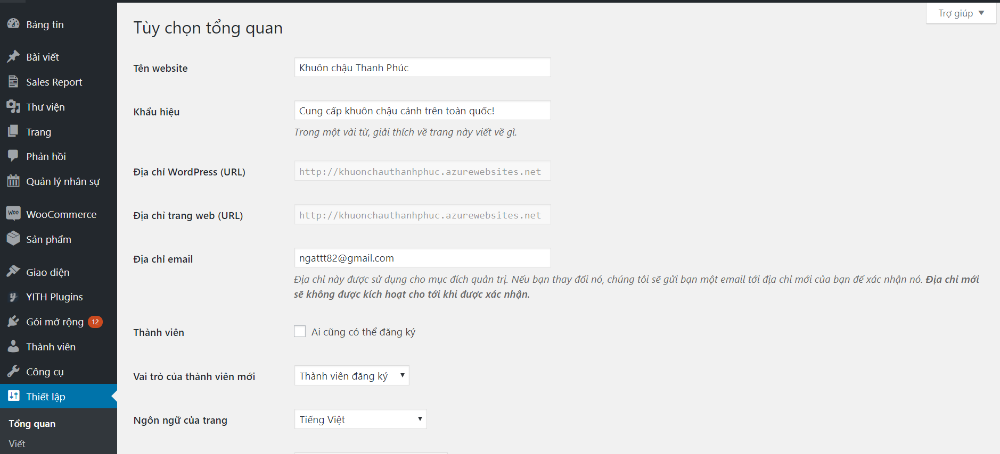 Trợ giúp
Bảng tin
Bài viết
Sales Report
Thư viện
Trang
Phản hồi
Quản lý nhân sự
Woo
WooCommerce
Sản phẩm
Giao diện
YITH Plugins
Gói mở rộng 12
Thành viên
Công cụ
Thiết lập
Tổng quan
Viết
Tùy chọn tổng quan
Tên website
Khuôn chậu Thanh Phúc
Khẩu hiệu
Cung cấp khuôn chậu cảnh trên toàn quốc!
Trong một vài từ, giải thích về trang này viết về gì.
Địa chỉ WordPress (URL)
http://khuonchauthanhphuc.azurewebsites.net
Địa chỉ trang web (URL)
http://khuonchauthanhphuc.azurewebsites.net
Địa chỉ email
ngattt82@gmail.com
Địa chỉ này được sử dụng cho mục đích quản trị. Nếu bạn thay đổi nó, chúng tôi sẽ gửi bạn một email tới địa chỉ mới của bạn để xác nhận nó. Địa chỉ mới
sẽ không được kích hoạt cho tới khi được xác nhận.
Thành viên
Ai cũng có thể đăng ký
Vai trò của thành viên mới
Thành viên đăng ký
Ngôn ngữ của trang
Tiếng Việt